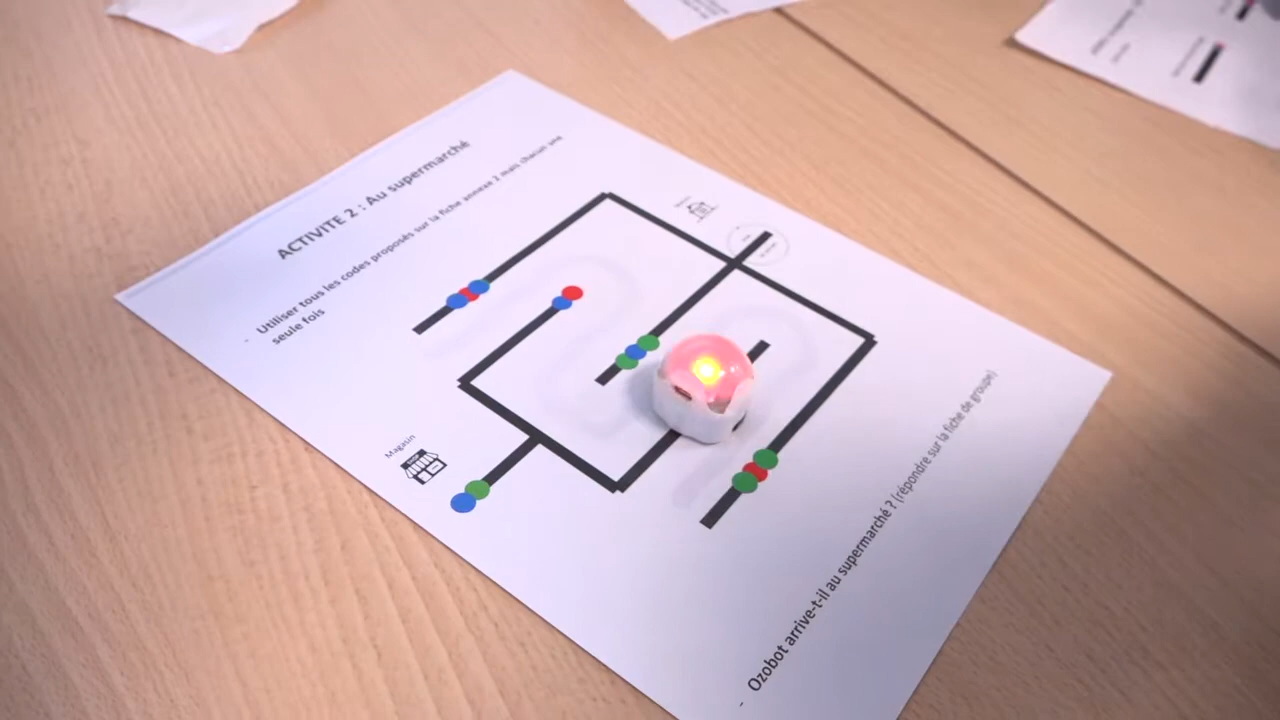 ACTIVITE 2 : Au supermarché
- Utiliser tous les codes proposés sur la fiche annexe 2 mais chacun une
seule fois
Magasin
SHOP
- Ozobot arrive-t-il au supermarché ? (répondre sur la fiche de groupe)